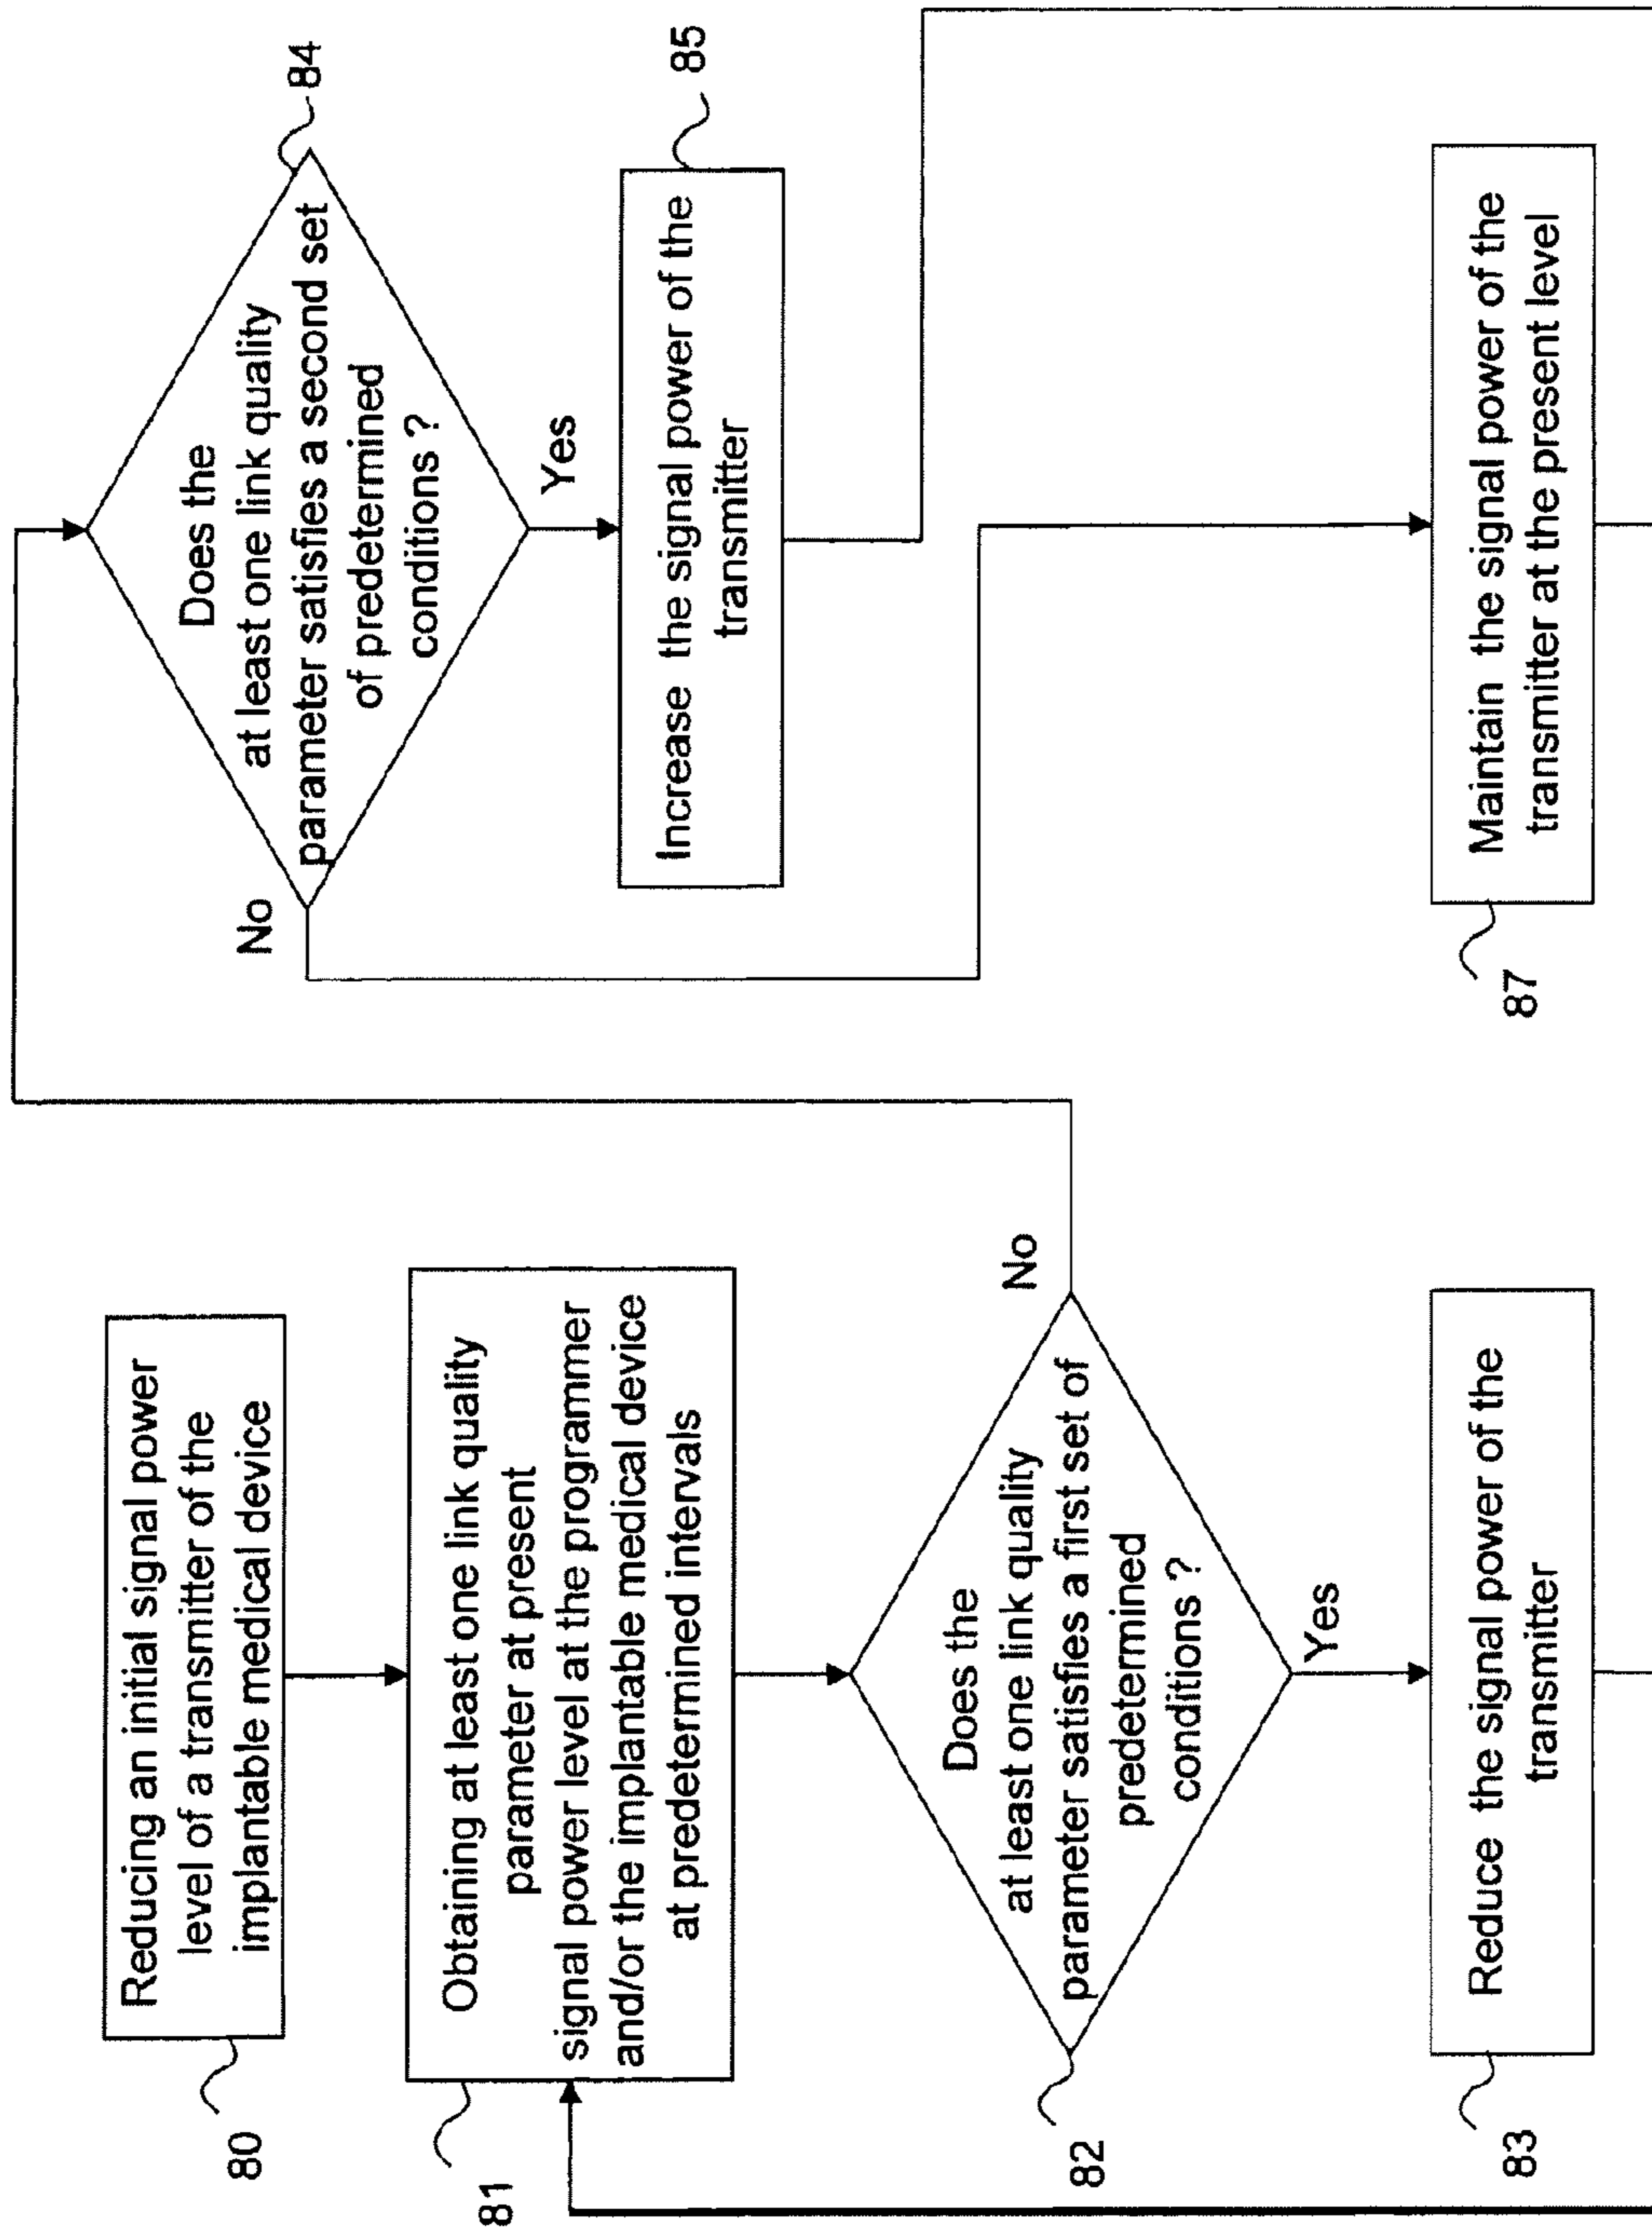 80
Reducing an initial signal power
level of a transmitter of the
implantable medical device
81
Obtaining at least one link quality
parameter at present
signal power level at the programmer
and/or the implantable medical device
at predetermined intervals
82
Does the
at least one link quality
parameter satisfies a first set of
predetermined
conditions ?
No
Yes
83
Reduce the signal power of the
transmitter
84
Does the
at least one link quality
parameter satisfies a second set
of predetermined
conditions ?
No
Yes
85
Increase the signal power of the
transmitter
87
Maintain the signal power of the
transmitter at the present level